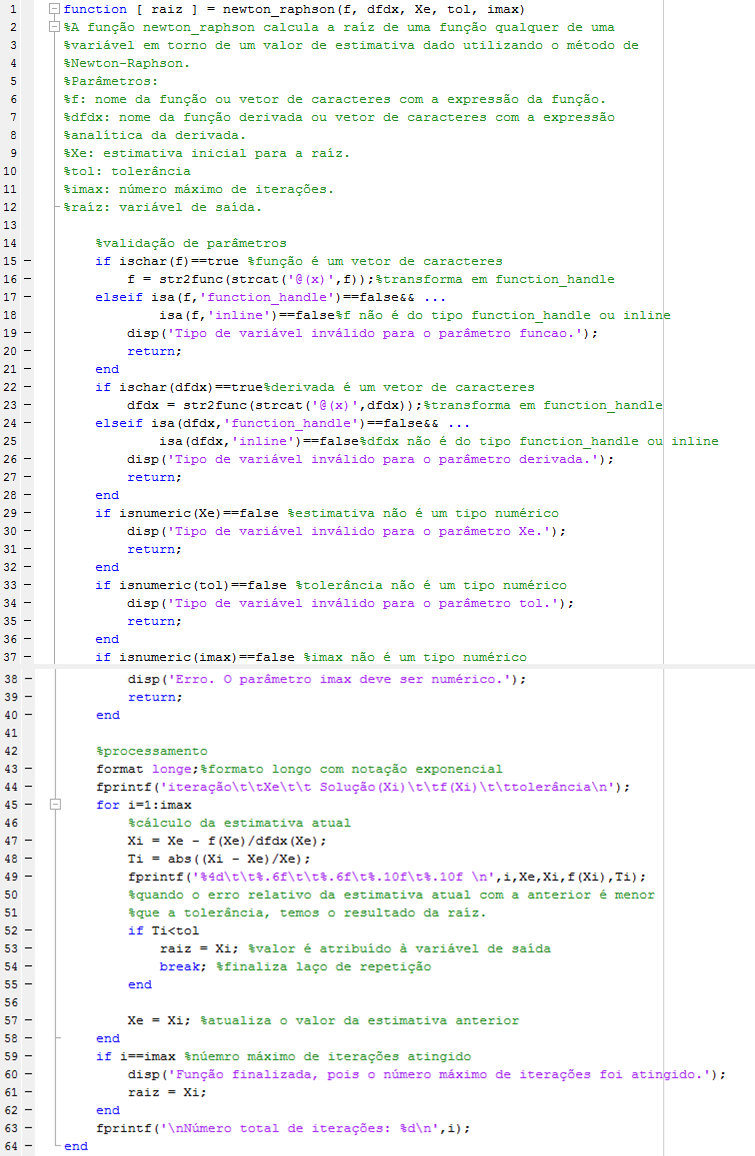 1 function [ raiz ] = newton_raphson(f, dfdx, Xe, tol, imax)
2 %A função newton_raphson calcula a raíz de uma função qualquer de uma
3 %variável em torno de um valor de estimativa dado utilizando o método de
4 %Newton-Raphson.
5 %Parâmetros:
6 %f: nome da função ou vetor de caracteres com a expressão da função.
7 %dfdx: nome da função derivada ou vetor de caracteres com a expressão
8 %analítica da derivada.
9 %Xe: estimativa inicial para a raíz.
10 %tol: tolerância
11 %imax: número máximo de iterações.
12 %raíz: variável de saída.
13
14 %validação de parâmetros
15 – if ischar(f)==true %função é um vetor de caracteres
16 – f = str2func(strcat('@(x)',f));%transforma em function_handle
17 – elseif isa(f,'function_handle')==false&& ...
18 isa(f,'inline')==false%f não é do tipo function_handle ou inline
19 – disp('Tipo de variável inválido para o parâmetro funcao.');
20 – return;
21 – end
22 – if ischar(dfdx)==true%derivada é um vetor de caracteres
23 – dfdx = str2func(strcat('@(x)',dfdx));%transforma em function_handle
24 – elseif isa(dfdx,'function_handle')==false&& ...
25 isa(dfdx,'inline')==false%dfdx não é do tipo function_handle ou inline
26 – disp('Tipo de variável inválido para o parâmetro derivada.');
27 – return;
28 – end
29 – if isnumeric(Xe)==false %estimativa não é um tipo numérico
30 – disp('Tipo de variável inválido para o parâmetro Xe.');
31 – return;
32 – end
33 – if isnumeric(tol)==false %tolerância não é um tipo numérico
34 – disp('Tipo de variável inválido para o parâmetro tol.');
35 – return;
36 – end
37 – if isnumeric(imax)==false %imax não é um tipo numérico
38 – disp('Erro. O parâmetro imax deve ser numérico.');
39 – return;
40 – end
41
42 %processamento
43 – format longe;%formato longo com notação exponencial
44 – fprintf('iteração\t\tXe\t\t Solução(Xi)\t\tf(Xi)\t\ttolerância\n');
45 – for i=1:imax
46 %cálculo da estimativa atual
47 – Xi = Xe - f(Xe)/dfdx(Xe);
48 – Ti = abs((Xi - Xe)/Xe);
49 – fprintf('%4d\t\t%.6f\t\t%.6f\t%.10f\t%.10f \n',i,Xe,Xi,f(Xi),Ti);
50 %quando o erro relativo da estimativa atual com a anterior é menor
51 %que a tolerância, temos o resultado da raíz.
52 – if Ti<tol
53 – raiz = Xi; %valor é atribuído à variável de saída
54 – break; %finaliza laço de repetição
55 – end
56
57 – Xe = Xi; %atualiza o valor da estimativa anterior
58 – end
59 – if i==imax %núemro máximo de iterações atingido
60 – disp('Função finalizada, pois o número máximo de iterações foi atingido.');
61 – raiz = Xi;
62 – end
63 – fprintf('\nNúmero total de iterações: %d\n',i);
64 – end